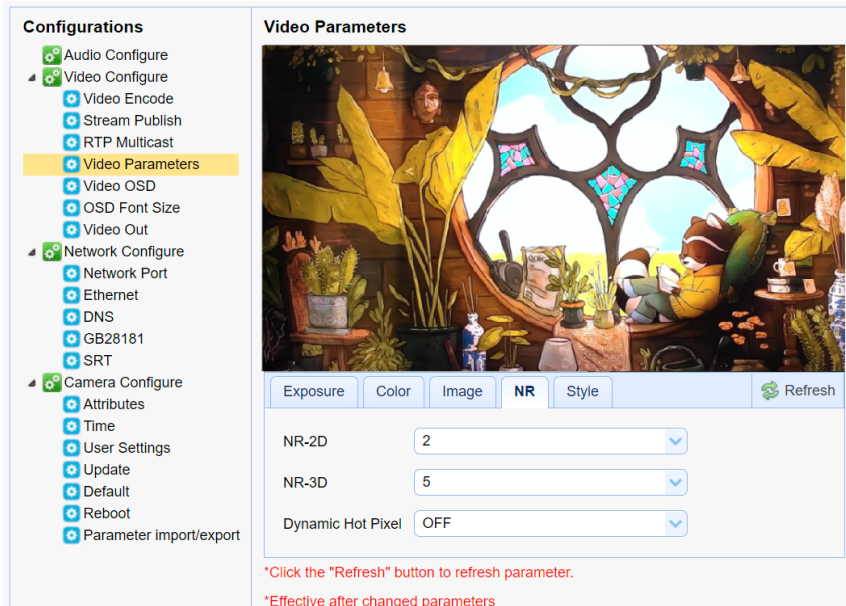 Configurations
Audio Configure
Video Configure
Video Encode
Stream Publish
RTP Multicast
Video Parameters
Video OSD
OSD Font Size
Video Out
Network Configure
Network Port
Ethernet
DNS
GB28181
SRT
Camera Configure
Attributes
Time
User Settings
Update
Default
Reboot
Parameter import/export
Video Parameters
Exposure Color Image NR Style Refresh
NR-2D 2
NR-3D 5
Dynamic Hot Pixel OFF
*Click the "Refresh" button to refresh parameter.
*Effective after changed parameters